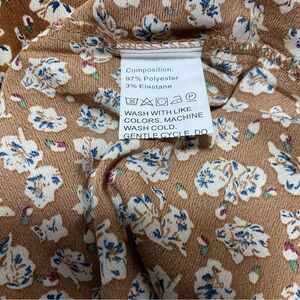 Composition:
97% Polyester
3% Elastane
WASH WITH LIKE
COLORS. MACHINE
WASH COLD.
GENTLE CYCLE. DO